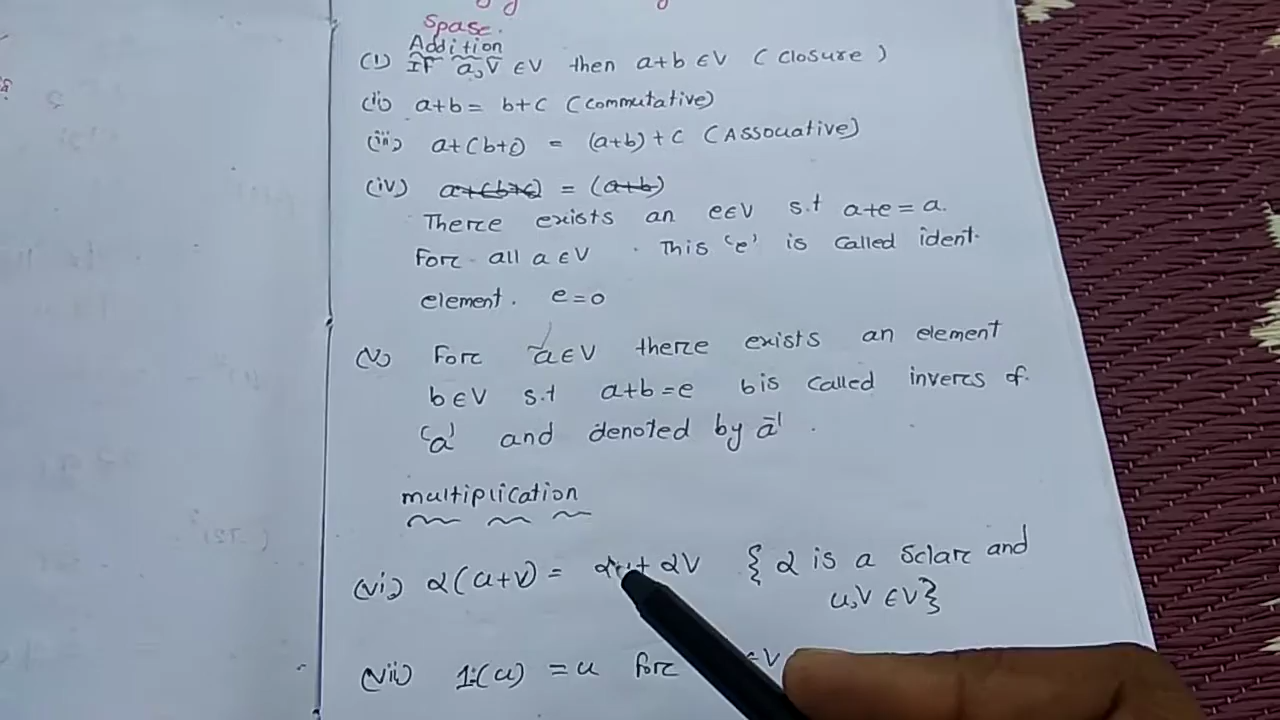 Spase.
Addition
(i) If a, V ∈V then a+b ∈V (closure)
(ii) a+b = b+c (commutative)
(iii) a+(b+c) = (a+b)+c (Assouative)
(iv) a+(b+c) = (a+b)
There exists an e∈V s.t a+e=a.
For all a∈V . This 'e' is called ident.
element. e=0
(v) For a∈V there exists an element
b∈V s.t a+b=e b is called invers of.
'a' and denoted by a⁻¹.
multiplication
(vi) α(u+v) = αu+ αV {α is a sclar and
u,V ∈V}
(vii) 1.(u) = u for ∈V